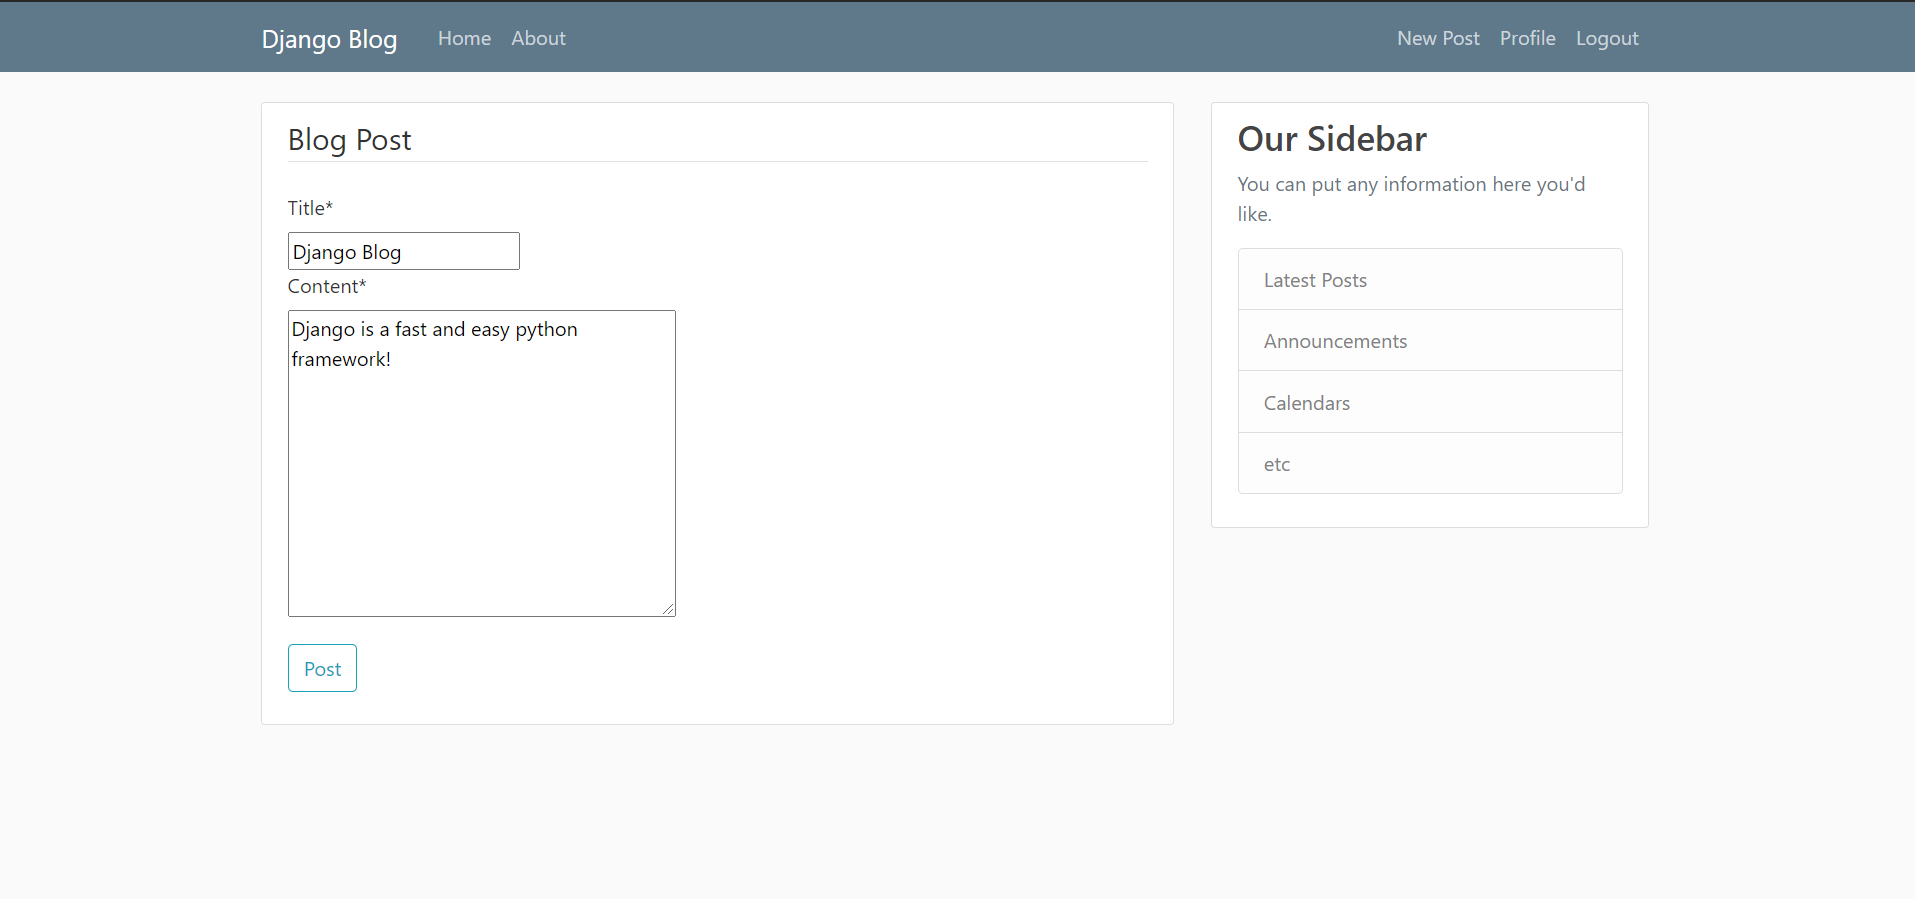 Django Blog Home About New Post Profile Logout
Blog Post
Title*
Django Blog
Content*
Django is a fast and easy python
framework!
Post
Our Sidebar
You can put any information here you'd
like.
Latest Posts
Announcements
Calendars
etc